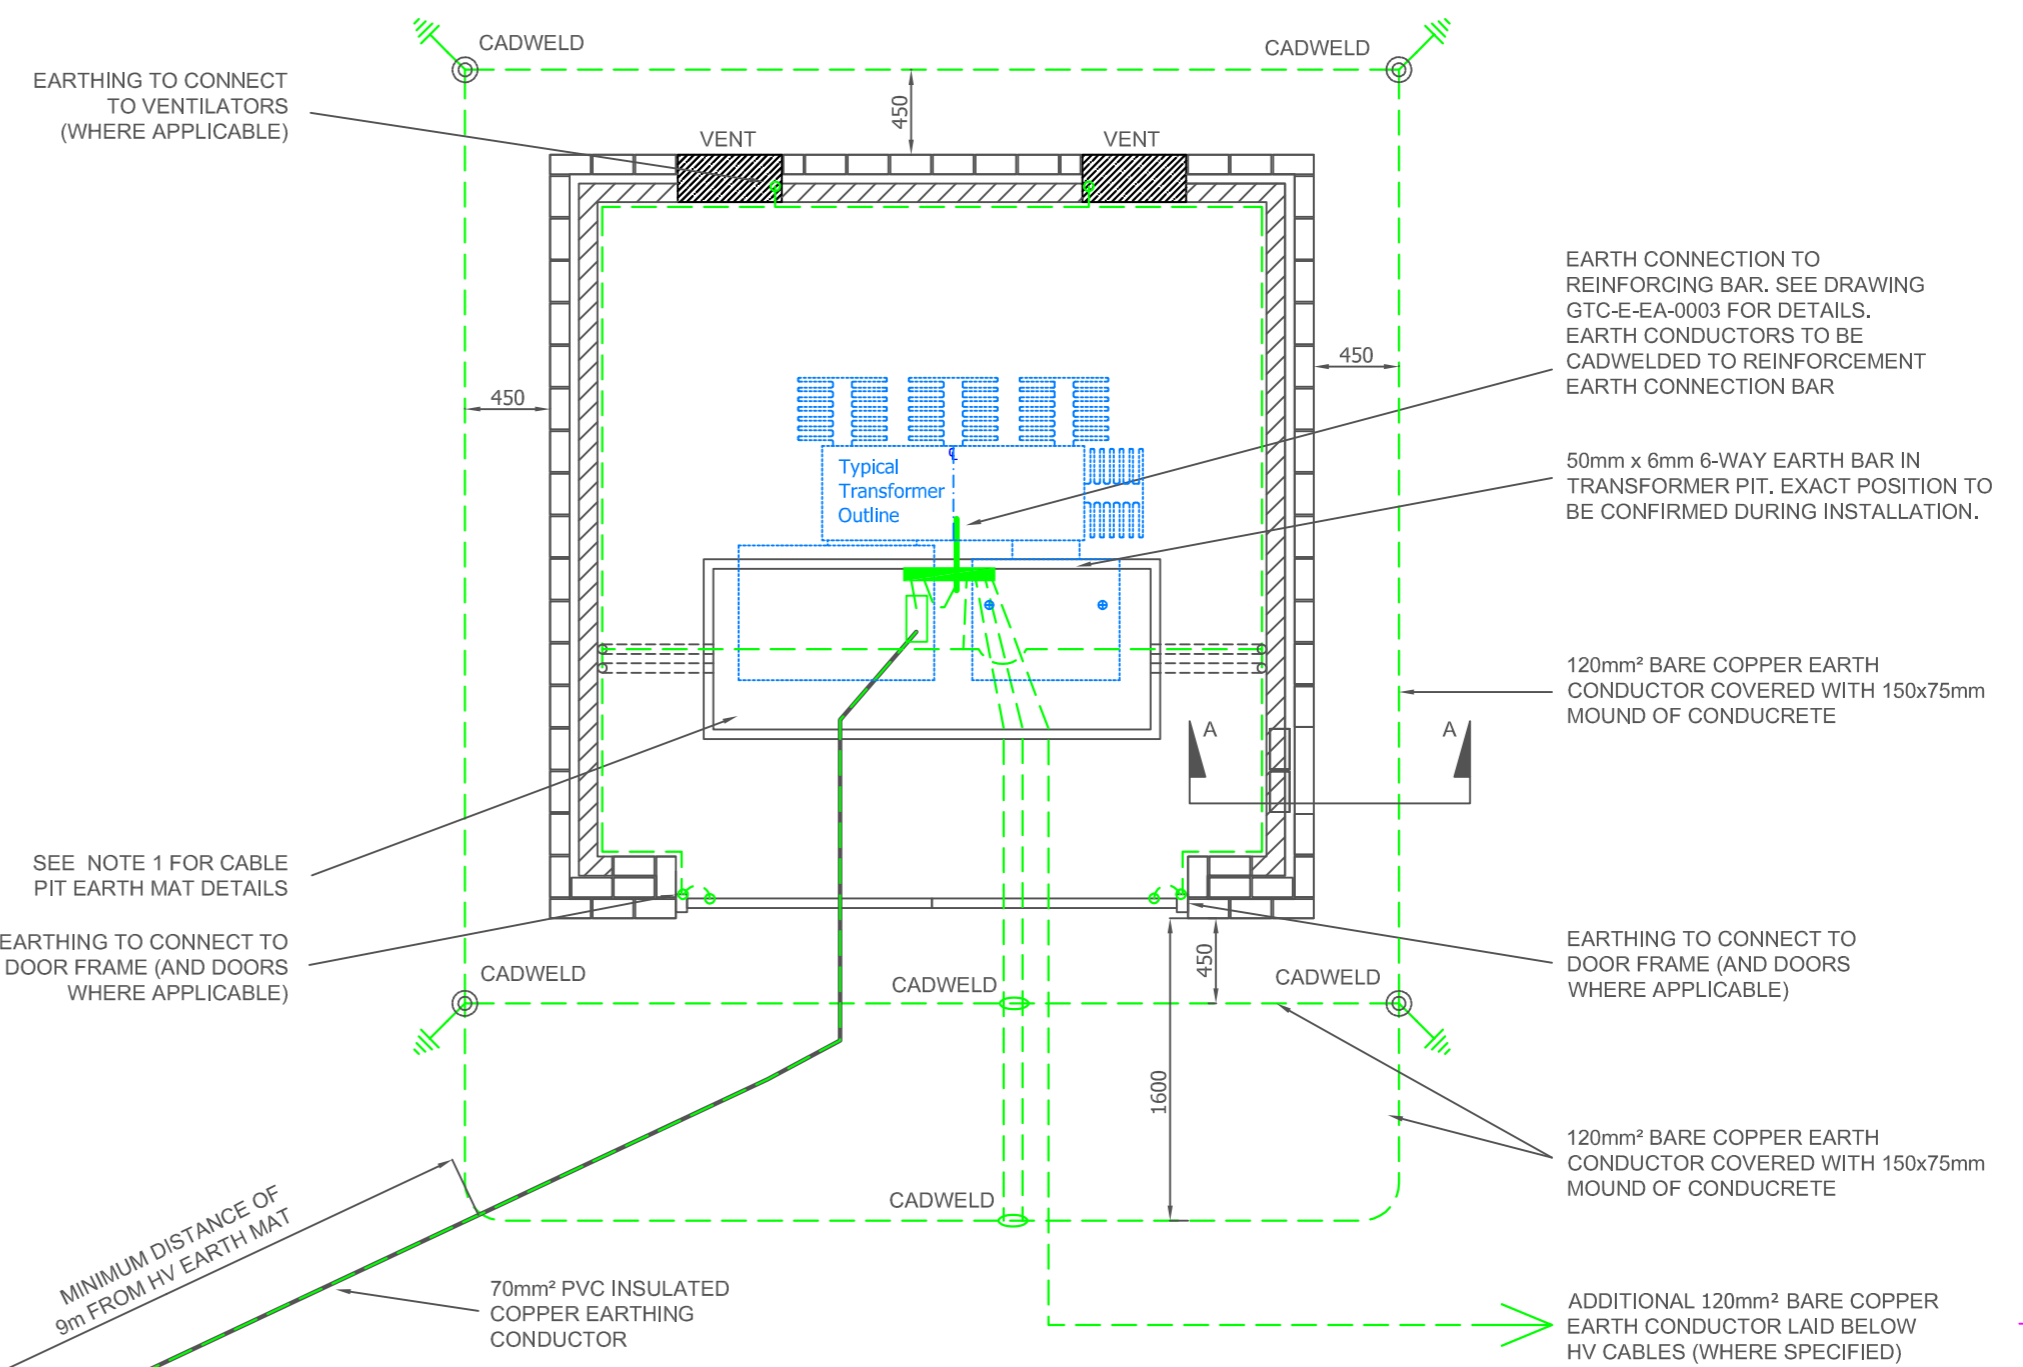 CADWELD
CADWELD
EARTHING TO CONNECT
TO VENTILATORS
(WHERE APPLICABLE)
450
VENT
VENT
EARTH CONNECTION TO
REINFORCING BAR. SEE DRAWING
GTC-E-EA-0003 FOR DETAILS.
EARTH CONDUCTORS TO BE
CADWELDED TO REINFORCEMENT
EARTH CONNECTION BAR
450
450
℄
Typical
Transformer
Outline
50mm x 6mm 6-WAY EARTH BAR IN
TRANSFORMER PIT. EXACT POSITION TO
BE CONFIRMED DURING INSTALLATION.
120mm² BARE COPPER EARTH
CONDUCTOR COVERED WITH 150x75mm
MOUND OF CONDUCRETE
A
A
SEE NOTE 1 FOR CABLE
PIT EARTH MAT DETAILS
EARTHING TO CONNECT TO
DOOR FRAME (AND DOORS
WHERE APPLICABLE)
CADWELD
CADWELD
450
CADWELD
EARTHING TO CONNECT TO
DOOR FRAME (AND DOORS
WHERE APPLICABLE)
1600
120mm² BARE COPPER EARTH
CONDUCTOR COVERED WITH 150x75mm
MOUND OF CONDUCRETE
CADWELD
MINIMUM DISTANCE OF
9m FROM HV EARTH MAT
70mm² PVC INSULATED
COPPER EARTHING
CONDUCTOR
ADDITIONAL 120mm² BARE COPPER
EARTH CONDUCTOR LAID BELOW
HV CABLES (WHERE SPECIFIED)